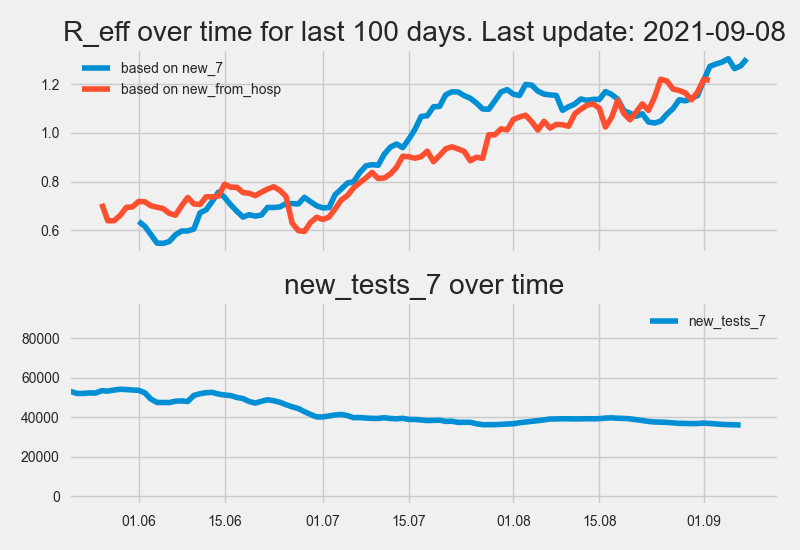 R_eff over time for last 100 days. Last update: 2021-09-08
based on new_7
based on new_from_hosp
1.2
1.0
0.8
0.6
new_tests_7 over time
new_tests_7
80000
60000
40000
20000
0
01.06 15.06 01.07 15.07 01.08 15.08 01.09